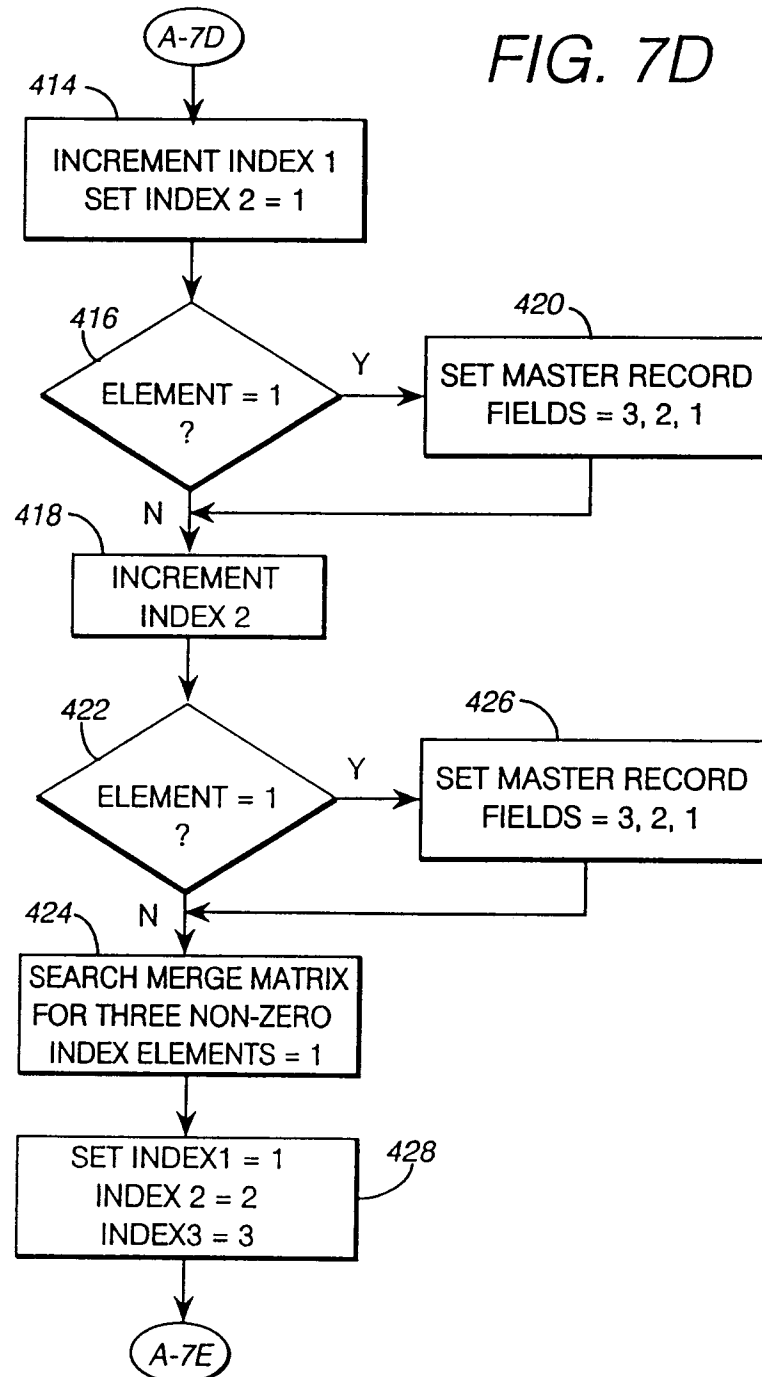 A-7D
FIG. 7D
414
INCREMENT INDEX 1
SET INDEX 2 = 1
416
ELEMENT = 1
?
Y
420
SET MASTER RECORD
FIELDS = 3, 2, 1
N
418
INCREMENT
INDEX 2
422
ELEMENT = 1
?
Y
426
SET MASTER RECORD
FIELDS = 3, 2, 1
N
424
SEARCH MERGE MATRIX
FOR THREE NON-ZERO
INDEX ELEMENTS = 1
SET INDEX1 = 1
INDEX 2 = 2
INDEX3 = 3
428
A-7E